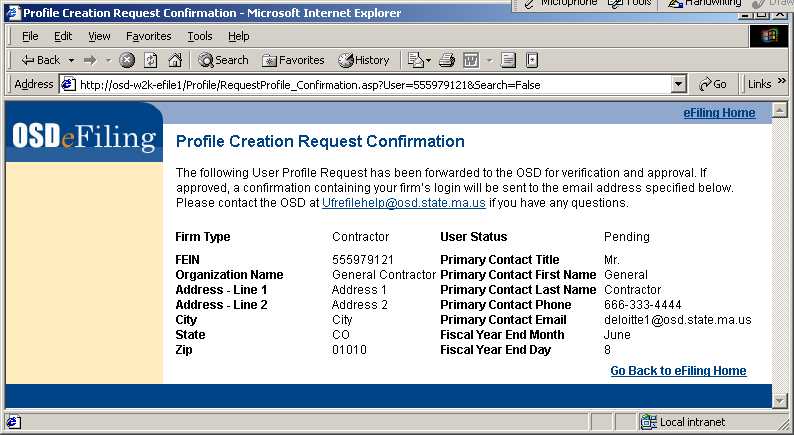 Profile Creation Request Confirmation - Microsoft Internet Explorer
Microphone Tools Handwriting Draw
File Edit View Favorites Tools Help
Back Search Favorites History
Address http://osd-w2k-efile1/Profile/RequestProfile_Confirmation.asp?User=555979121&Search=False Go Links »
eFiling Home
OSDeFiling
Profile Creation Request Confirmation
The following User Profile Request has been forwarded to the OSD for verification and approval. If
approved, a confirmation containing your firm's login will be sent to the email address specified below.
Please contact the OSD at Ufrefilehelp@osd.state.ma.us if you have any questions.
Firm Type Contractor User Status Pending
FEIN 555979121 Primary Contact Title Mr.
Organization Name General Contractor Primary Contact First Name General
Address - Line 1 Address 1 Primary Contact Last Name Contractor
Address - Line 2 Address 2 Primary Contact Phone 666-333-4444
City City Primary Contact Email deloitte1@osd.state.ma.us
State CO Fiscal Year End Month June
Zip 01010 Fiscal Year End Day 8
Go Back to eFiling Home
Local intranet